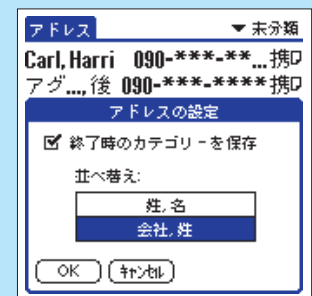 アドレス ▼ 未分類
Carl, Harri 090-***-**...携
アグ..., 後 090-***-****携
アドレスの設定
終了時のカテゴリーを保存
並べ替え:
姓, 名
会社, 姓
OK ｷｬﾝｾﾙ